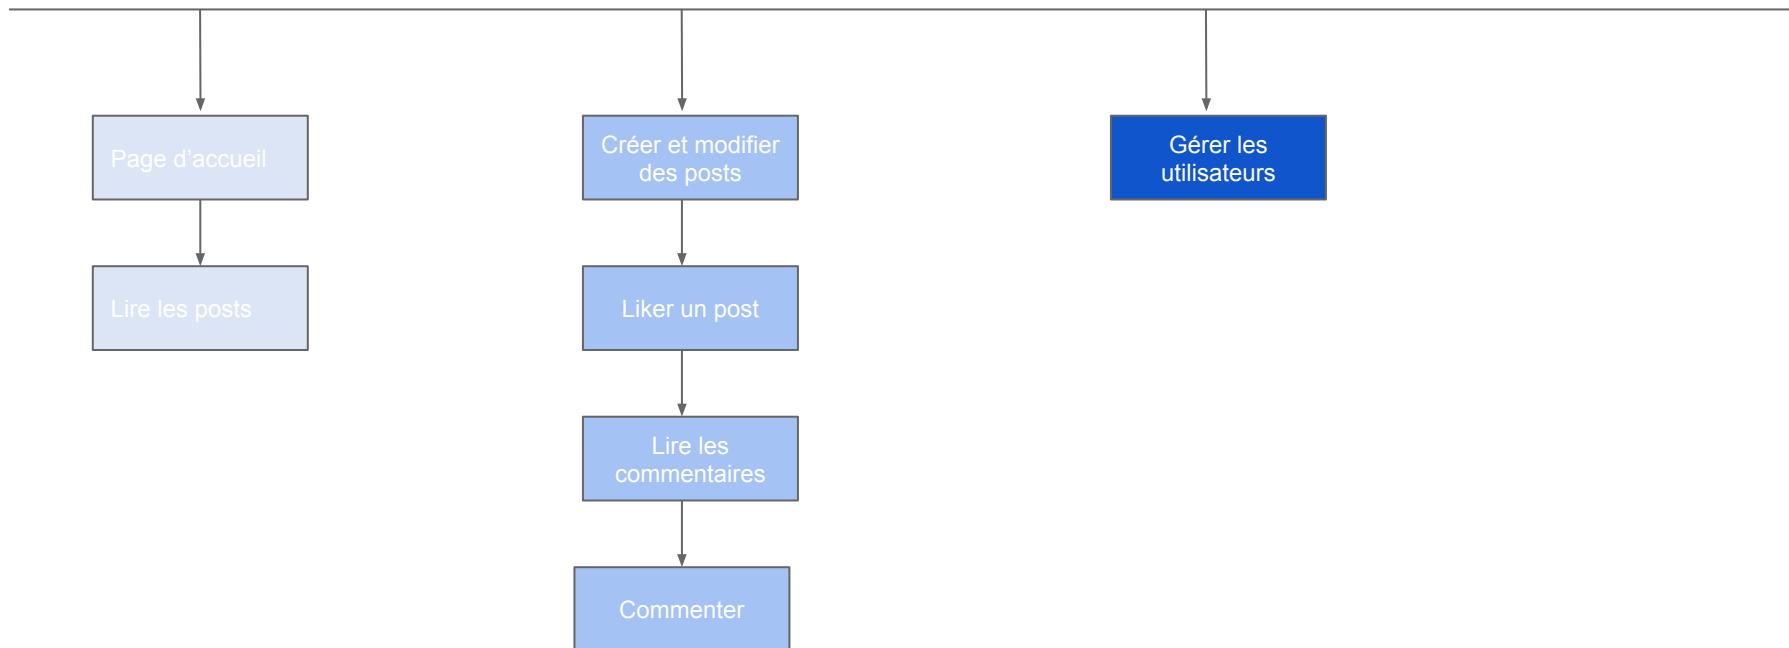 Page d'accueil
Créer et modifier
des posts
Gérer les
utilisateurs
Lire les posts
Liker un post
Lire les
commentaires
Commenter